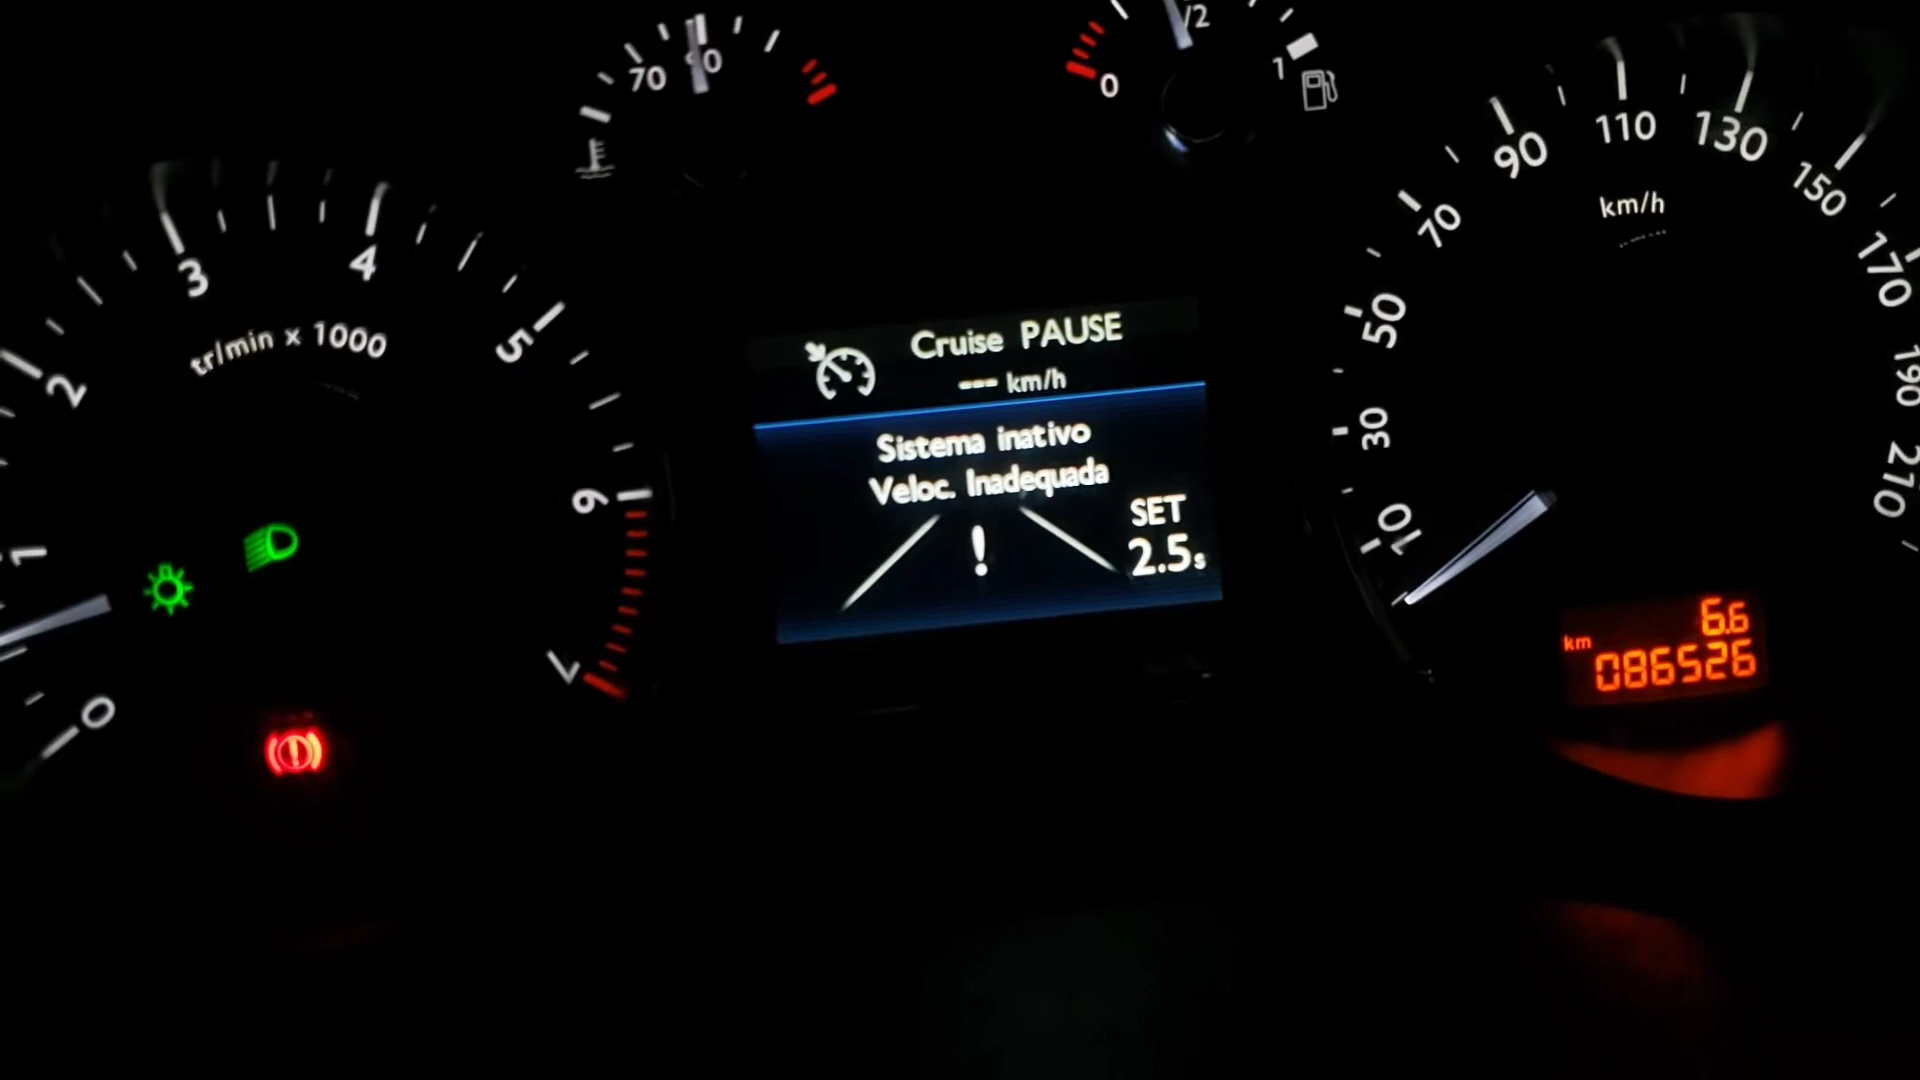 70 90
0 1/2 1
3 4
tr/min x 1000
2 5
1 6
0 7
Cruise PAUSE
--- km/h
Sistema inativo
Veloc. Inadequada
! SET
2.5s
90 110 130
70 150
km/h
50 170
30 190
10 210
6.6
km 086526